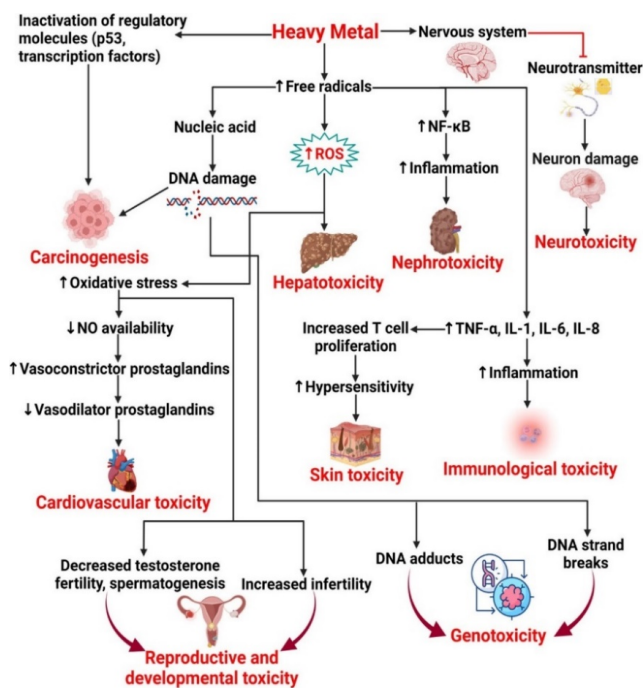 Inactivation of regulatory
molecules (p53,
transcription factors)
Heavy Metal
Nervous system
Neurotransmitter
↑Free radicals
Nucleic acid
↑ROS
↑NF-κB
DNA damage
↑Inflammation
Neuron damage
Carcinogenesis
Hepatotoxicity
Nephrotoxicity
Neurotoxicity
↑Oxidative stress
↓NO availability
↑Vasoconstrictor prostaglandins
↓Vasodilator prostaglandins
Cardiovascular toxicity
Increased T cell
proliferation
↑TNF-α, IL-1, IL-6, IL-8
↑Hypersensitivity
↑Inflammation
Skin toxicity
Immunological toxicity
Decreased testosterone
fertility, spermatogenesis
Increased infertility
Reproductive and
developmental toxicity
DNA adducts
DNA strand
breaks
Genotoxicity